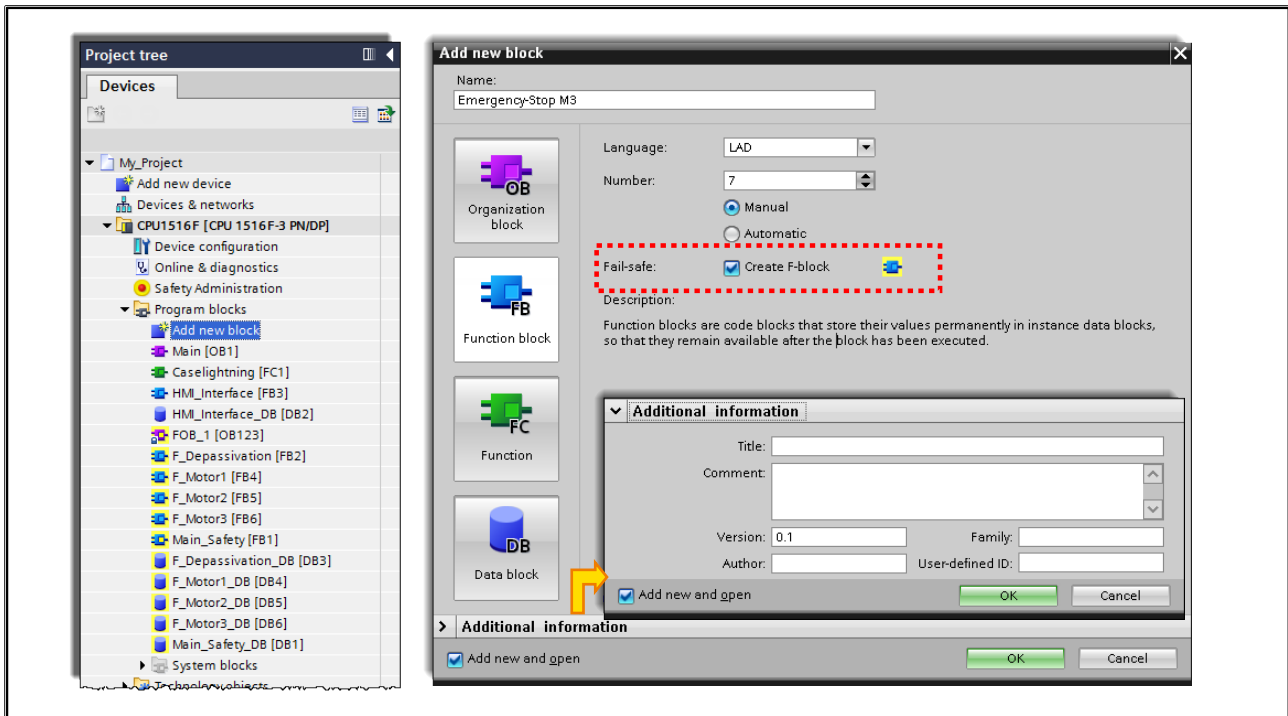 Project tree
Devices
My_Project
Add new device
Devices & networks
CPU1516F [CPU 1516F-3 PN/DP]
Device configuration
Online & diagnostics
Safety Administration
Program blocks
Add new block
Main [OB1]
Caselightning [FC1]
HMI_Interface [FB3]
HMI_Interface_DB [DB2]
FOB_1 [OB123]
F_Depassivation [FB2]
F_Motor1 [FB4]
F_Motor2 [FB5]
F_Motor3 [FB6]
Main_Safety [FB1]
F_Depassivation_DB [DB3]
F_Motor1_DB [DB4]
F_Motor2_DB [DB5]
F_Motor3_DB [DB6]
Main_Safety_DB [DB1]
System blocks
Technology objects
Add new block
Name:
Emergency-Stop M3
OB
Organization
block
FB
Function block
FC
Function
DB
Data block
Language: LAD
Number: 7
Manual
Automatic
Fail-safe: Create F-block
Description:
Function blocks are code blocks that store their values permanently in instance data blocks,
so that they remain available after the block has been executed.
Additional information
Title:
Comment:
Version: 0.1 Family:
Author: User-defined ID:
Add new and open OK Cancel
Additional information
Add new and open OK Cancel